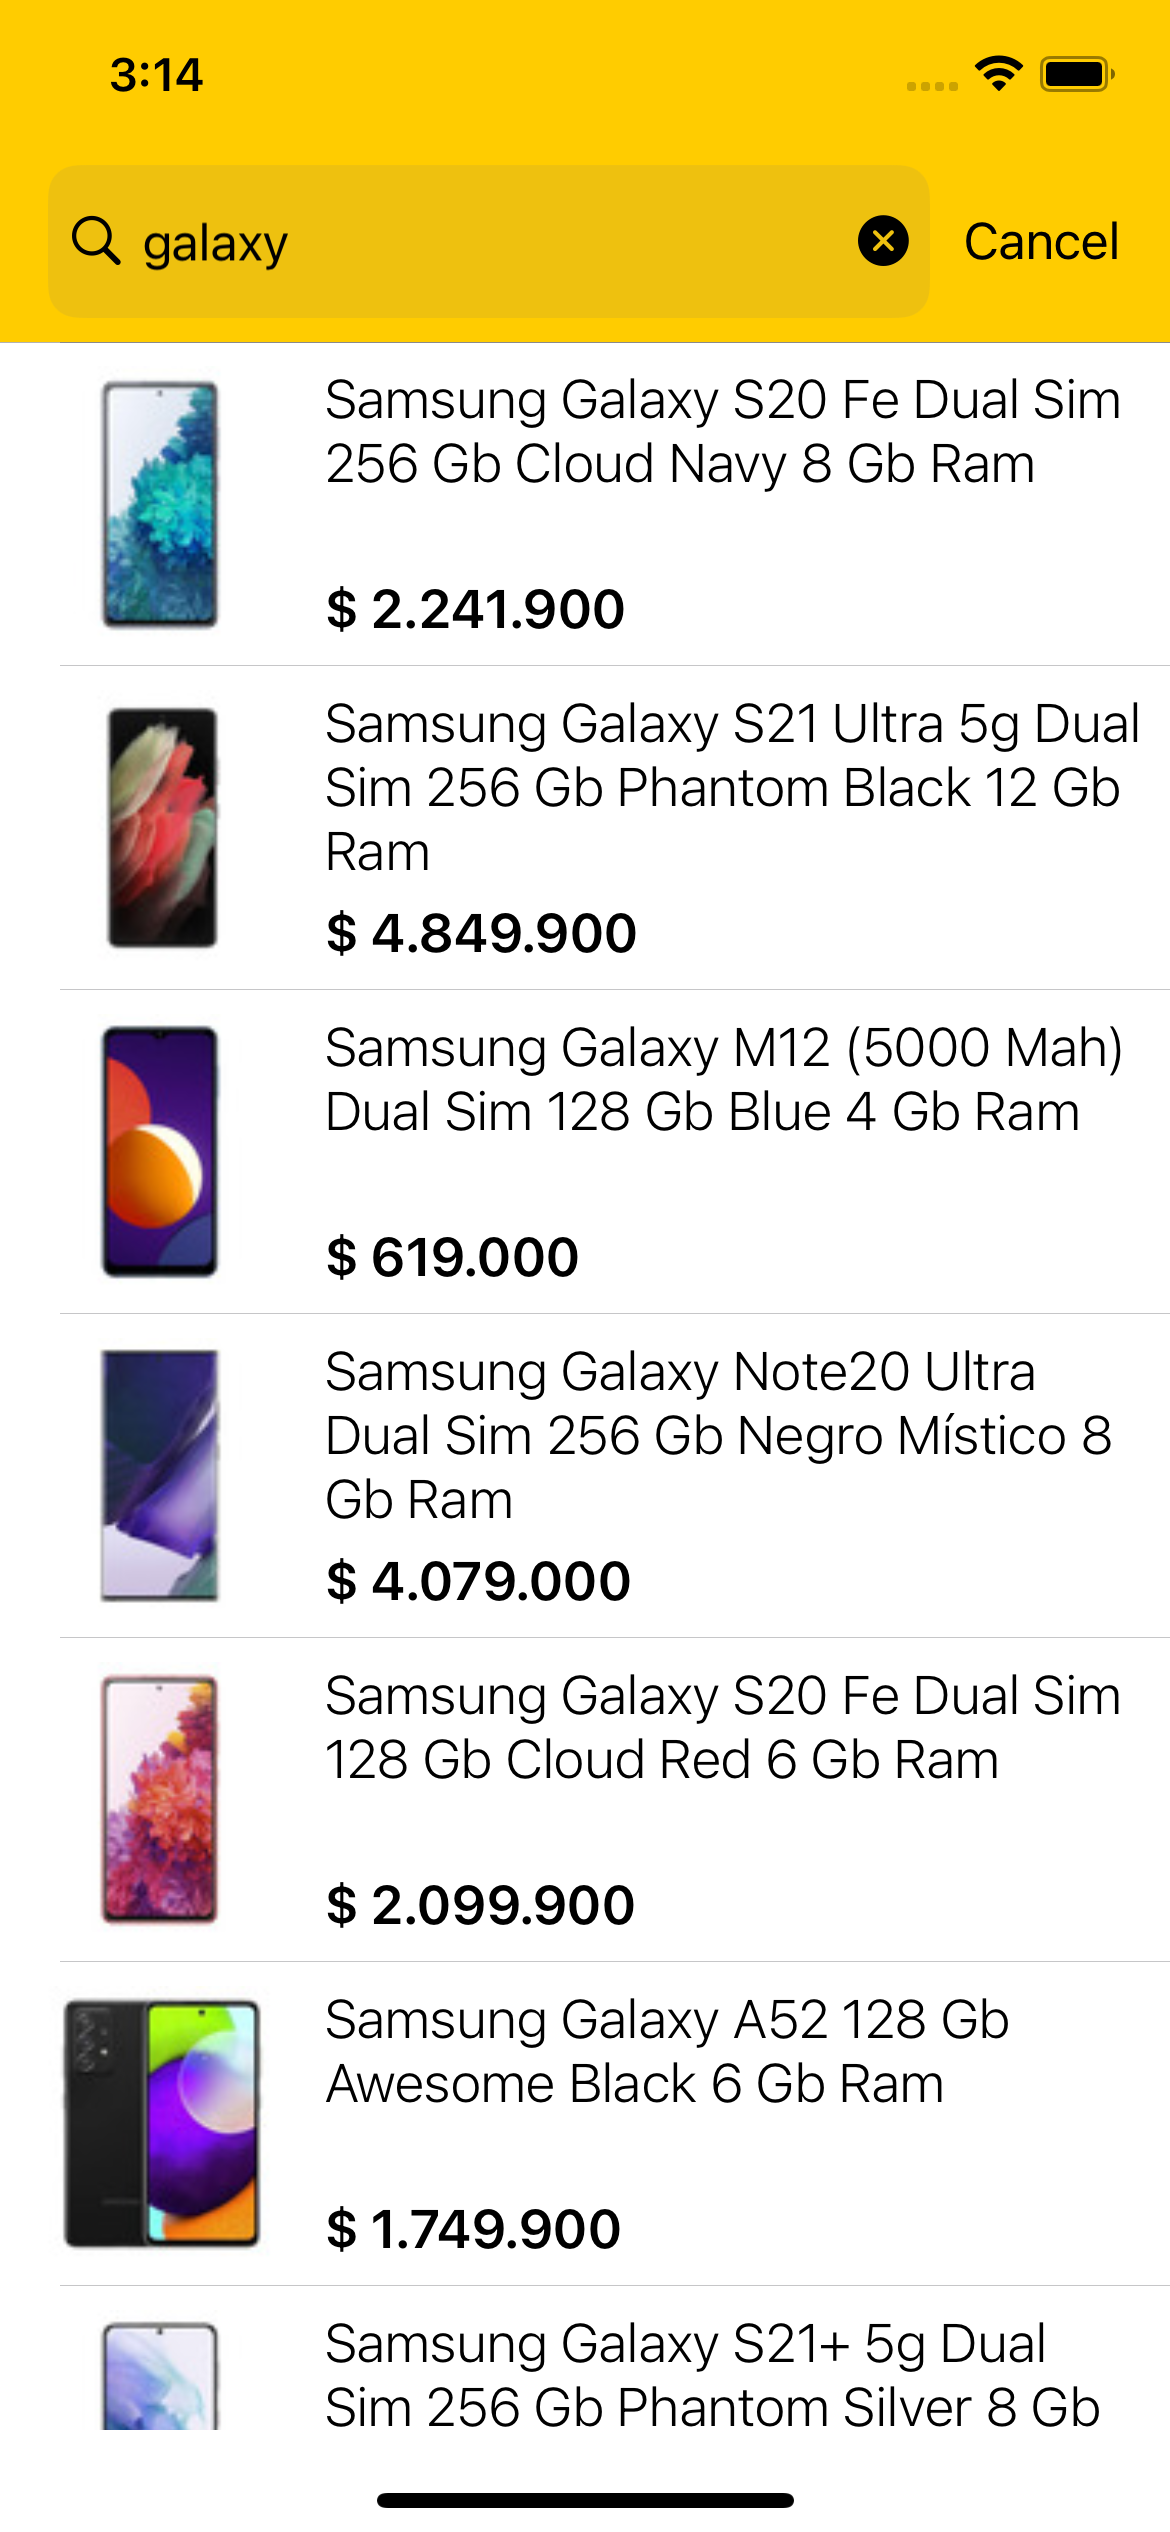 3:14
galaxy
Cancel
Samsung Galaxy S20 Fe Dual Sim
256 Gb Cloud Navy 8 Gb Ram
$ 2.241.900
Samsung Galaxy S21 Ultra 5g Dual
Sim 256 Gb Phantom Black 12 Gb
Ram
$ 4.849.900
Samsung Galaxy M12 (5000 Mah)
Dual Sim 128 Gb Blue 4 Gb Ram
$ 619.000
Samsung Galaxy Note20 Ultra
Dual Sim 256 Gb Negro Místico 8
Gb Ram
$ 4.079.000
Samsung Galaxy S20 Fe Dual Sim
128 Gb Cloud Red 6 Gb Ram
$ 2.099.900
Samsung Galaxy A52 128 Gb
Awesome Black 6 Gb Ram
$ 1.749.900
Samsung Galaxy S21+ 5g Dual
Sim 256 Gb Phantom Silver 8 Gb